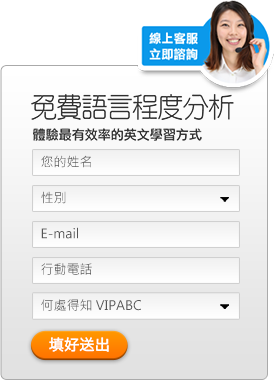 線上客服
立即諮詢
免費語言程度分析
體驗最有效率的英文學習方式
您的姓名
性別
E-mail
行動電話
何處得知 VIPABC
填好送出